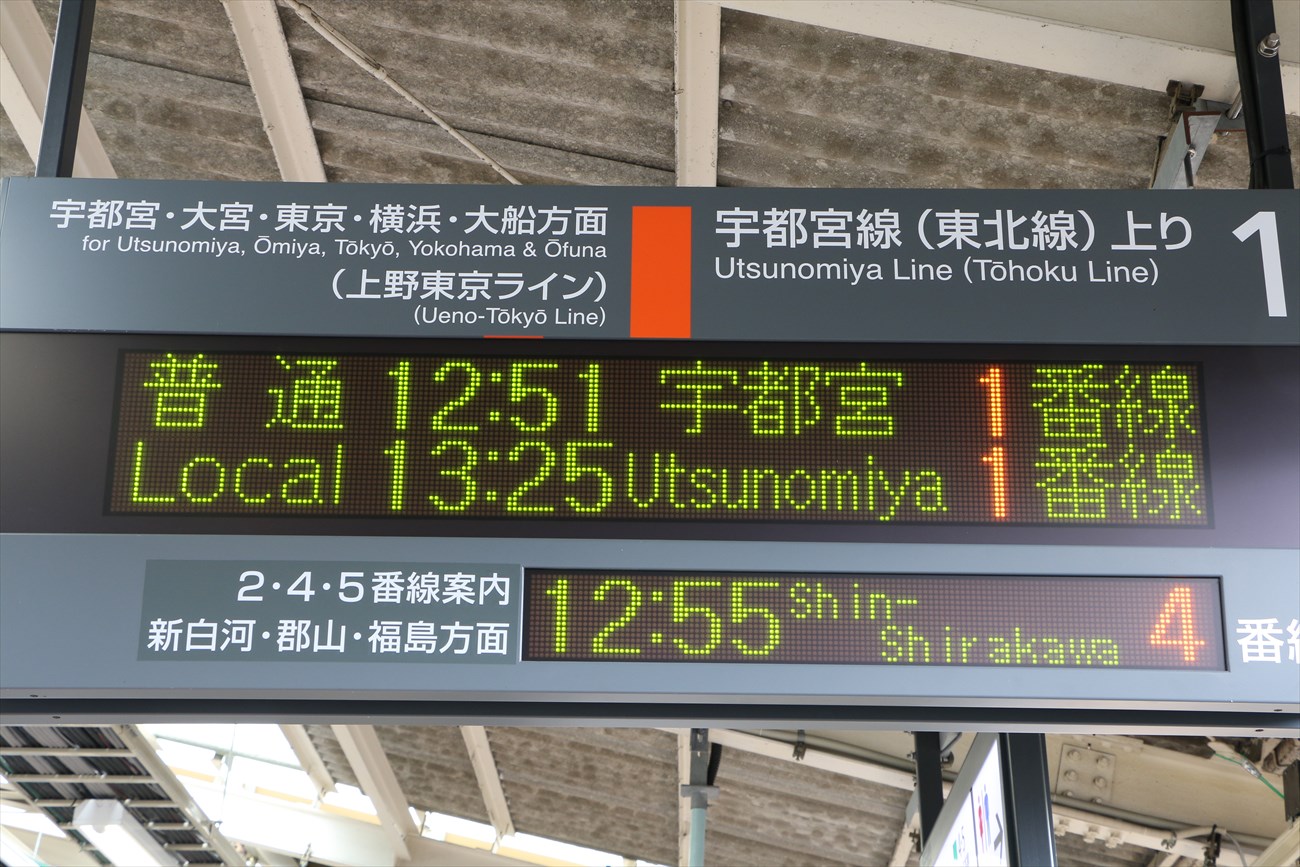 宇都宮・大宮・東京・横浜・大船方面
for Utsunomiya, Ōmiya, Tōkyō, Yokohama & Ōfuna
(上野東京ライン)
(Ueno-Tōkyō Line)
宇都宮線(東北線)上り
Utsunomiya Line (Tōhoku Line)
1
普通 12:51 宇都宮 1 番線
Local 13:25 Utsunomiya 1 番線
2・4・5番線案内
新白河・郡山・福島方面
12:55 Shin-Shirakawa 4 番線